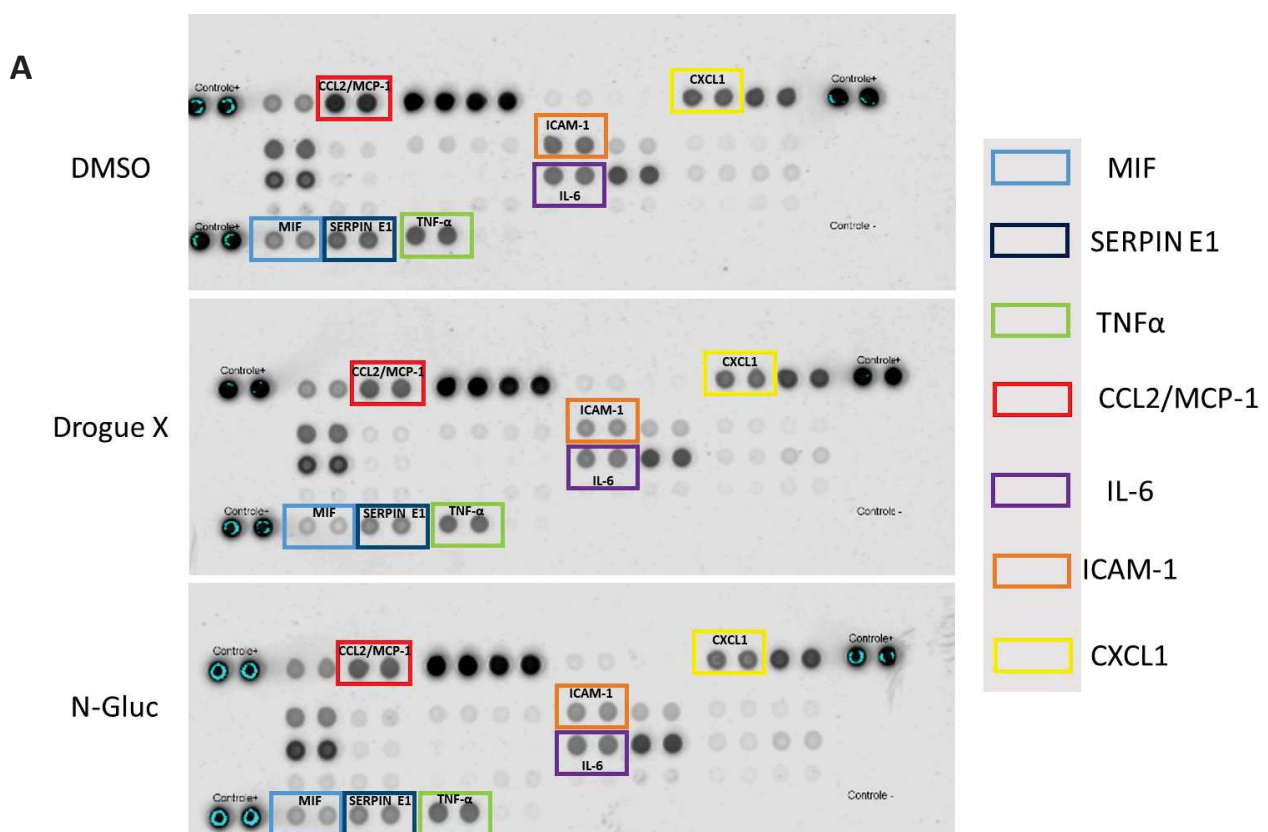 A
DMSO
Controle+
CCL2/MCP-1
CXCL1
Controle+
ICAM-1
IL-6
Controle+
MIF
SERPIN E1
TNF-α
Controle -
Drogue X
Controle+
CCL2/MCP-1
CXCL1
Controle+
ICAM-1
IL-6
Controle+
MIF
SERPIN E1
TNF-α
Controle -
N-Gluc
Controle+
CCL2/MCP-1
CXCL1
Controle+
ICAM-1
IL-6
Controle+
MIF
SERPIN E1
TNF-α
Controle -
MIF
SERPIN E1
TNFα
CCL2/MCP-1
IL-6
ICAM-1
CXCL1